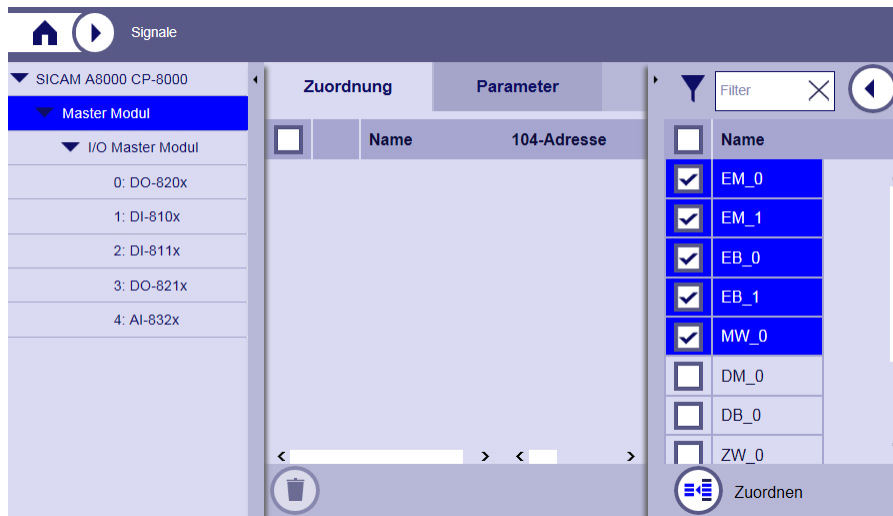 Signale
SICAM A8000 CP-8000
Master Modul
I/O Master Modul
0: DO-820x
1: DI-810x
2: DI-811x
3: DO-821x
4: AI-832x
Zuordnung Parameter
Name 104-Adresse
Filter
Name
EM_0
EM_1
EB_0
EB_1
MW_0
DM_0
DB_0
ZW_0
Zuordnen